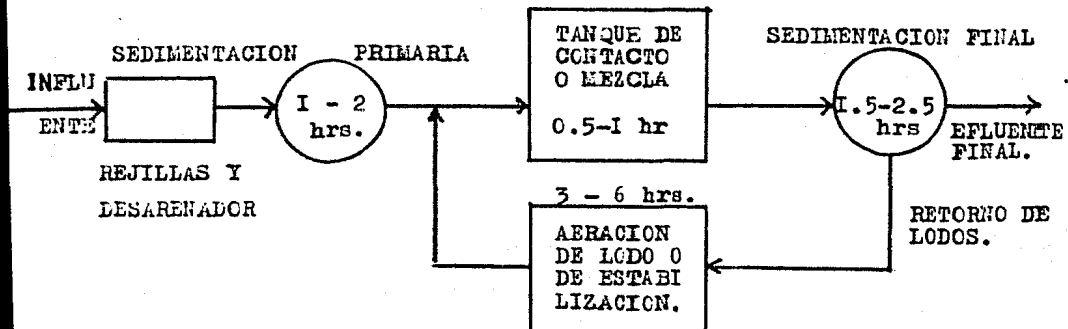 SEDIMENTACION PRIMARIA
INFLU
ENTE
I - 2
hrs.
REJILLAS Y
DESARENADOR
TANQUE DE
CONTACTO
O MEZCLA
0.5-I hr
SEDIMENTACION FINAL
I.5-2.5
hrs
EFLUENTE
FINAL.
3 - 6 hrs.
AERACION
DE LODO O
DE ESTABI
LIZACION.
RETORNO DE
LODOS.